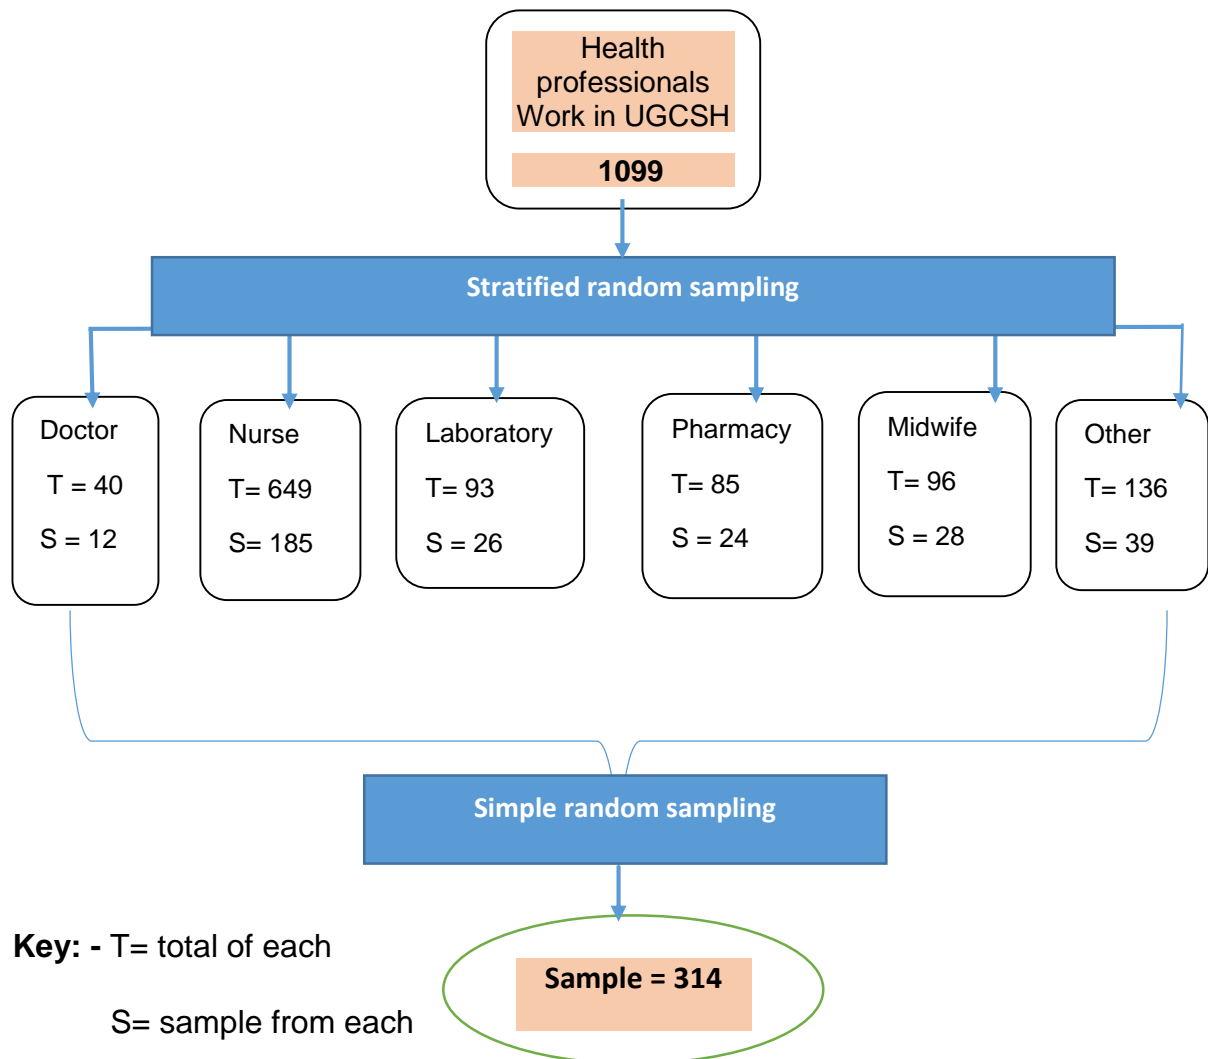 Health
professionals
Work in UGCSH
1099
Stratified random sampling
Doctor
T = 40
S = 12
Nurse
T= 649
S= 185
Laboratory
T= 93
S = 26
Pharmacy
T= 85
S = 24
Midwife
T= 96
S = 28
Other
T= 136
S= 39
Simple random sampling
Key: - T= total of each
S= sample from each
Sample = 314